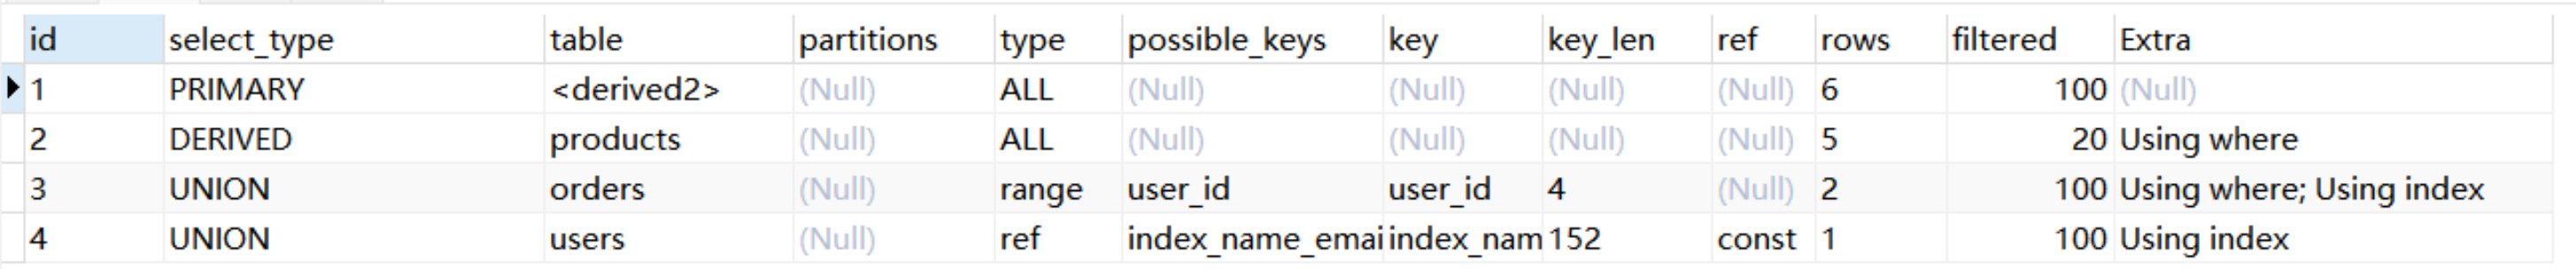 id select_type table partitions type possible_keys key key_len ref rows filtered Extra
1 PRIMARY <derived2> (Null) ALL (Null) (Null) (Null) (Null) 6 100 (Null)
2 DERIVED products (Null) ALL (Null) (Null) (Null) (Null) 5 20 Using where
3 UNION orders (Null) range user_id user_id 4 (Null) 2 100 Using where; Using index
4 UNION users (Null) ref index_name_emai index_nam 152 const 1 100 Using index